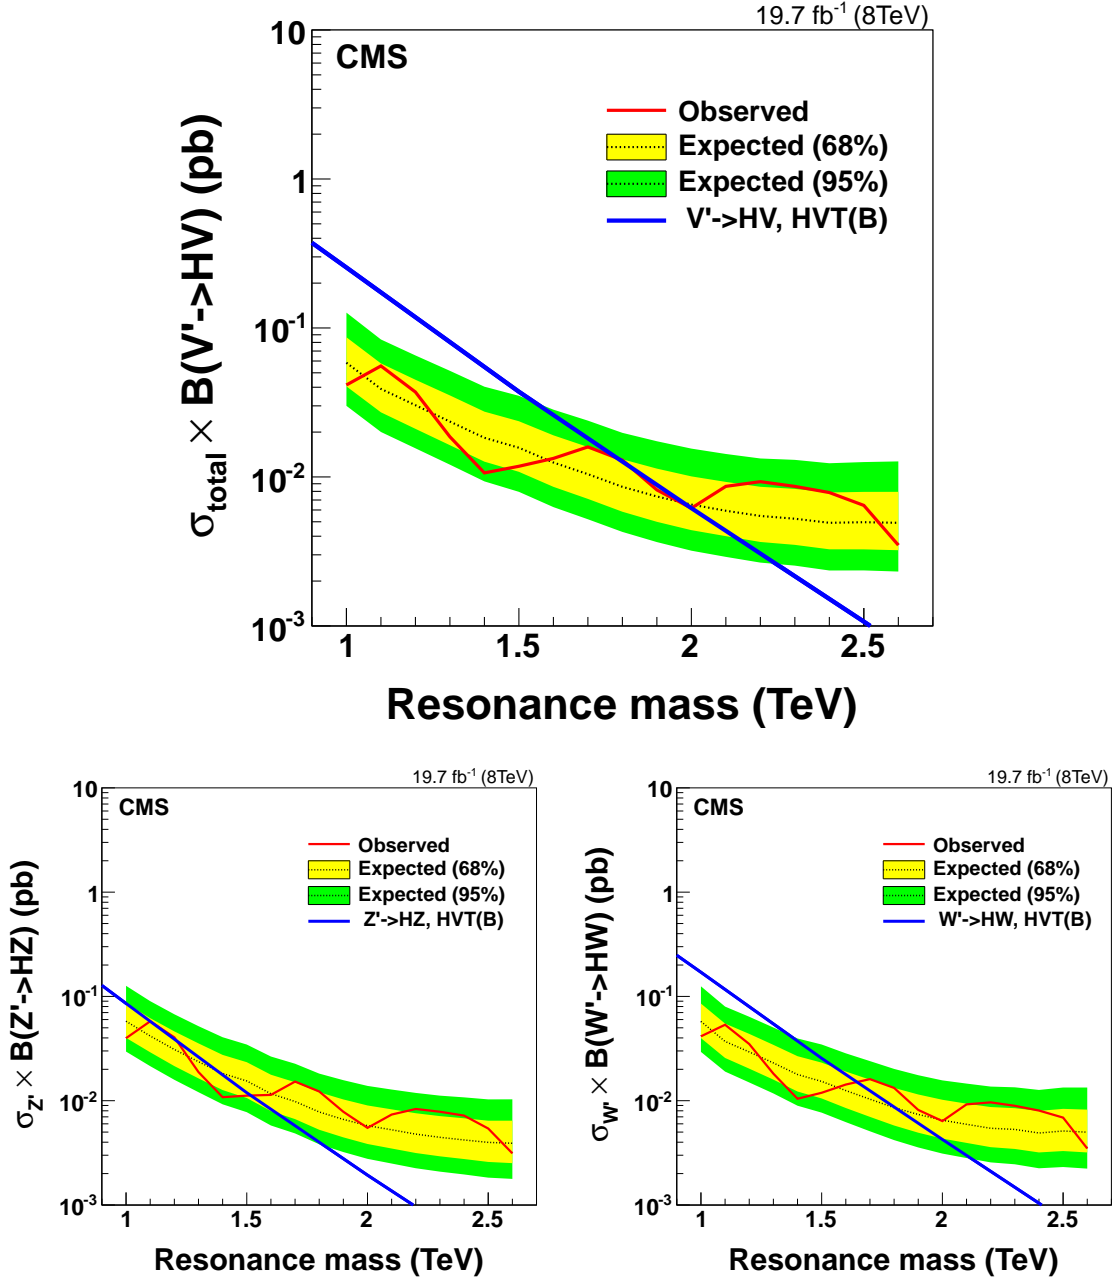 19.7 fb⁻¹ (8TeV)
CMS
Observed
Expected (68%)
Expected (95%)
V'->HV, HVT(B)
σtotal × B(V'->HV) (pb)
10
1
10⁻¹
10⁻²
10⁻³
1 1.5 2 2.5
Resonance mass (TeV)
19.7 fb⁻¹ (8TeV)
CMS
Observed
Expected (68%)
Expected (95%)
Z'->HZ, HVT(B)
σZ' × B(Z'->HZ) (pb)
10
1
10⁻¹
10⁻²
10⁻³
1 1.5 2 2.5
Resonance mass (TeV)
19.7 fb⁻¹ (8TeV)
CMS
Observed
Expected (68%)
Expected (95%)
W'->HW, HVT(B)
σW' × B(W'->HW) (pb)
10
1
10⁻¹
10⁻²
10⁻³
1 1.5 2 2.5
Resonance mass (TeV)